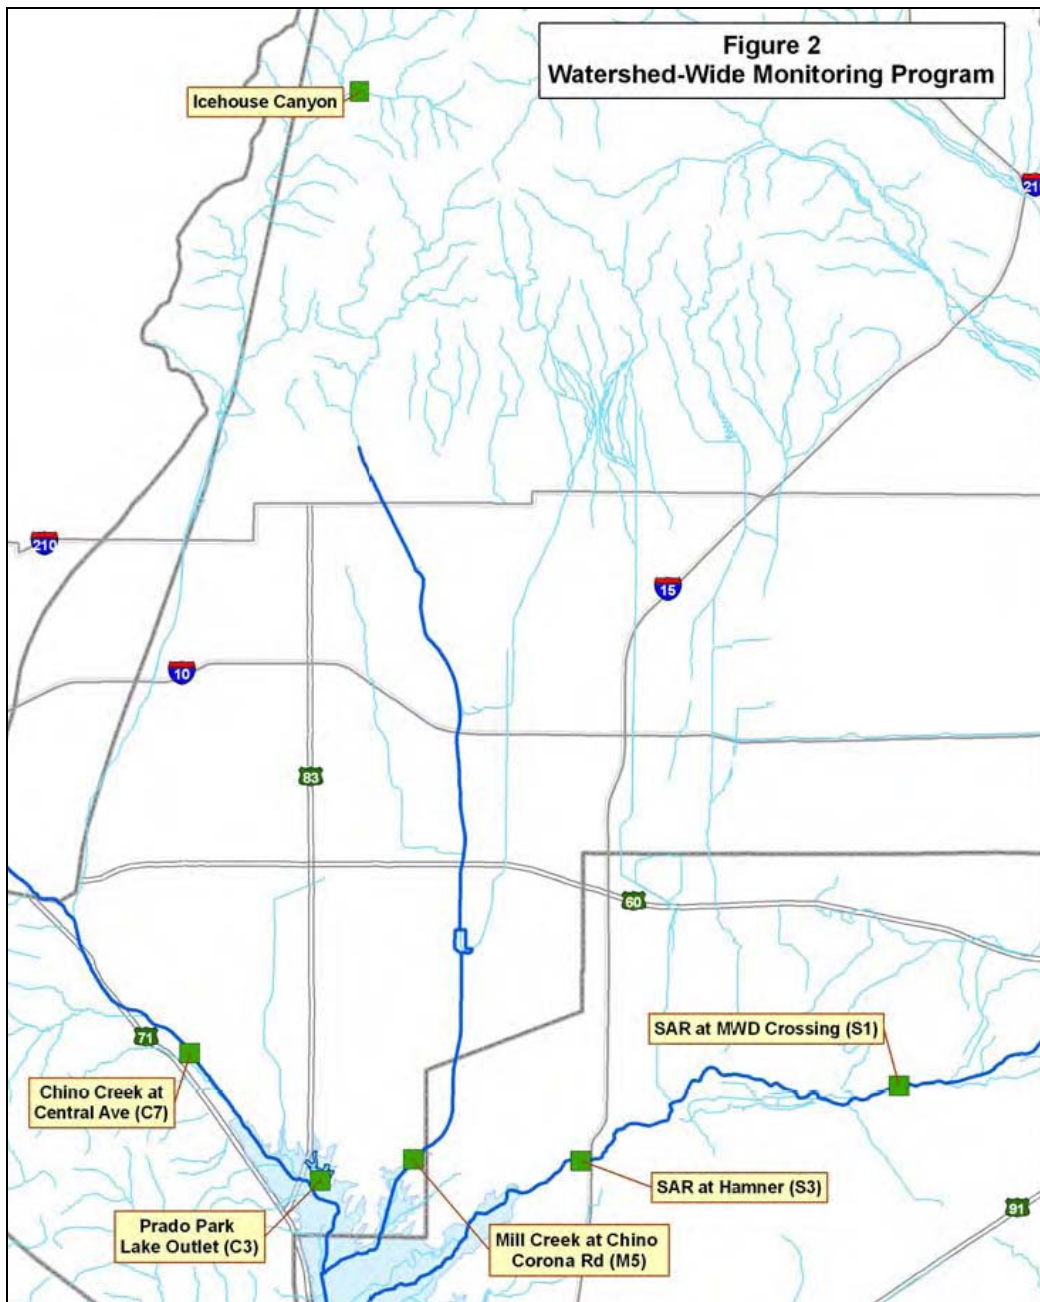 Figure 2
Watershed-Wide Monitoring Program
Icehouse Canyon
210
15
10
83
60
SAR at MWD Crossing (S1)
71
Chino Creek at
Central Ave (C7)
SAR at Hamner (S3)
91
Prado Park
Lake Outlet (C3)
Mill Creek at Chino
Corona Rd (M5)